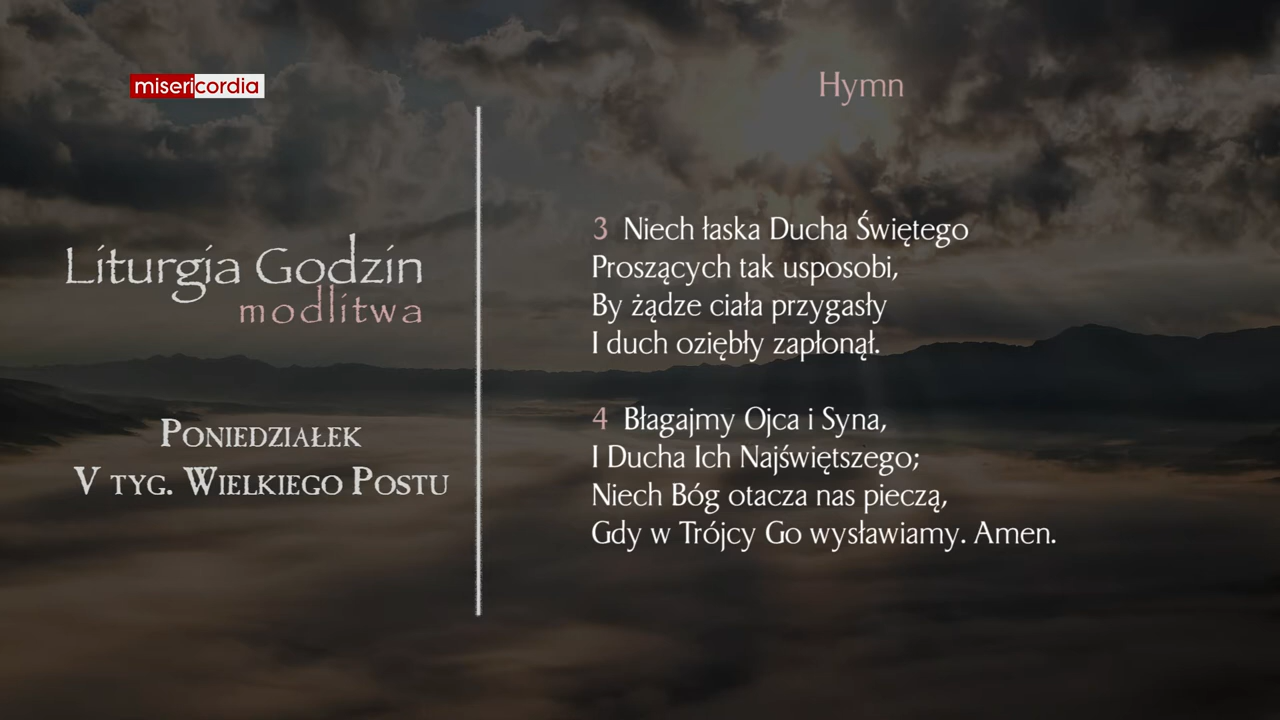 misericordia
Liturgia Godzin
modlitwa
Poniedziałek
V tyg. Wielkiego Postu
Hymn
3 Niech łaska Ducha Świętego
Proszących tak usposobi,
By żądze ciała przygasły
I duch oziębły zapłonął.
4 Błagajmy Ojca i Syna,
I Ducha Ich Najświętszego;
Niech Bóg otacza nas pieczą,
Gdy w Trójcy Go wysławiamy. Amen.